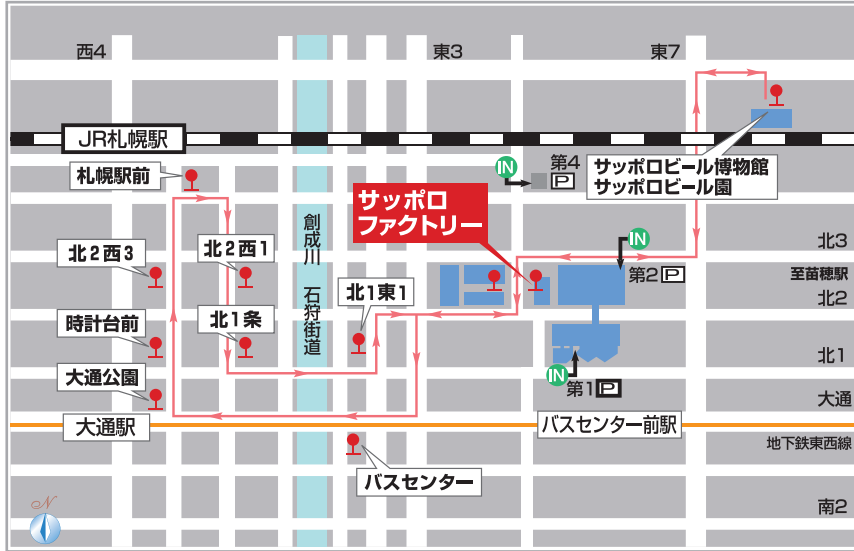 西4
東3
東7
JR札幌駅
札幌駅前
IN
第4 P
サッポロビール博物館
サッポロビール園
サッポロ
ファクトリー
創成川 石狩街道
北2西3
北2西1
IN
北3
第2 P
至苗穂駅
北1東1
北2
時計台前
北1条
北1
IN
第1 P
大通公園
大通
大通駅
バスセンター前駅
地下鉄東西線
バスセンター
南2
N